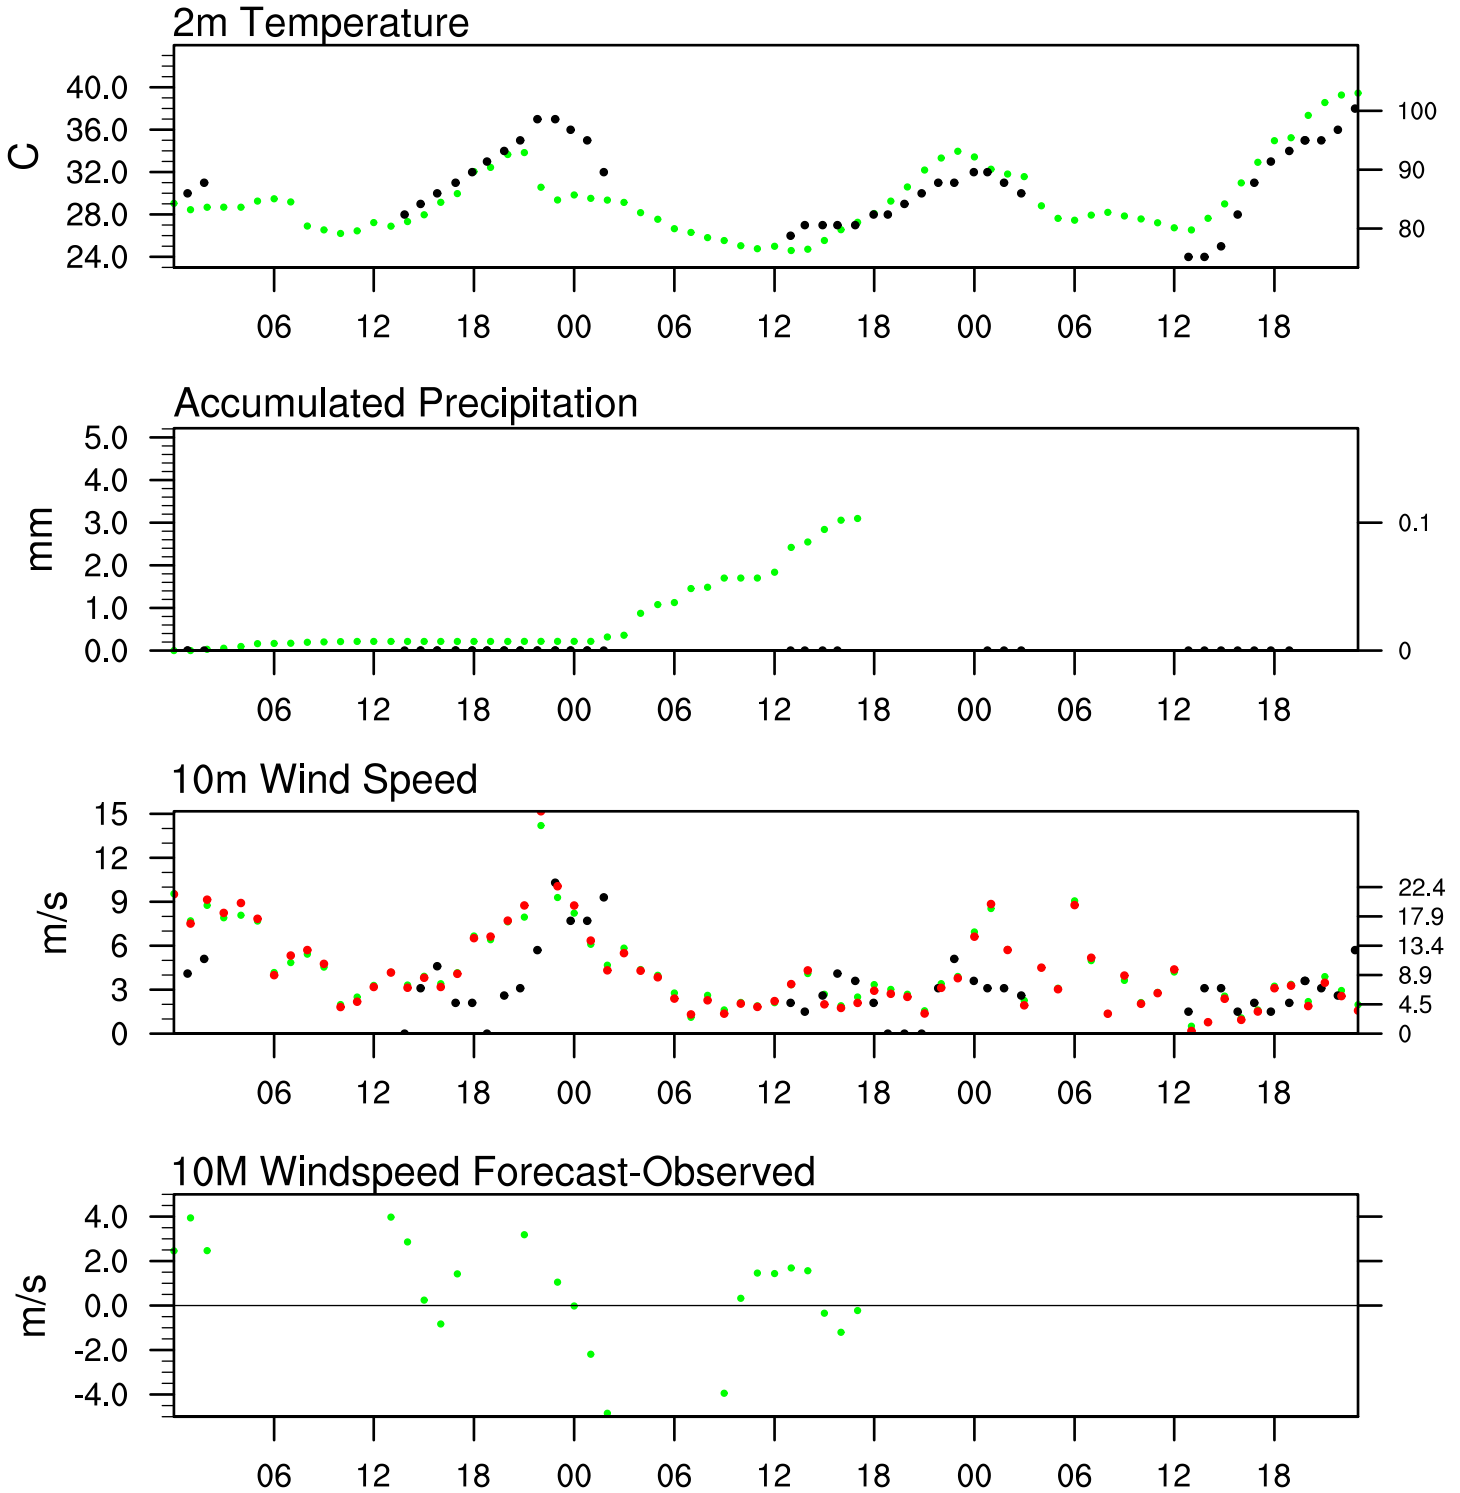 2m Temperature
40.0
36.0
32.0
28.0
24.0
C
100
90
80
06 12 18 00 06 12 18 00 06 12 18
Accumulated Precipitation
5.0
4.0
3.0
2.0
1.0
0.0
mm
0.1
0
06 12 18 00 06 12 18 00 06 12 18
10m Wind Speed
15
12
9
6
3
0
m/s
22.4
17.9
13.4
8.9
4.5
0
06 12 18 00 06 12 18 00 06 12 18
10M Windspeed Forecast-Observed
4.0
2.0
0.0
-2.0
-4.0
m/s
06 12 18 00 06 12 18 00 06 12 18